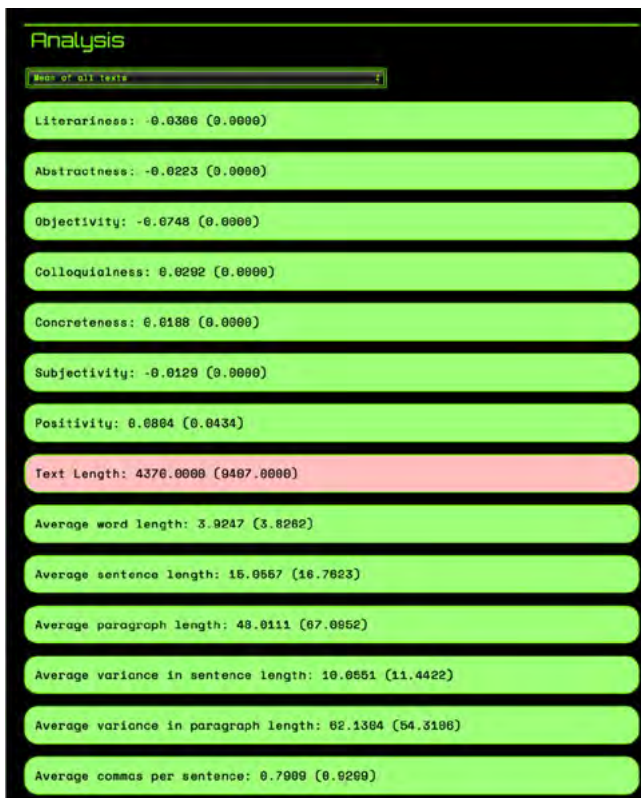 Analysis
Mean of all texts
Literariness: -0.0366 (0.0000)
Abstractness: -0.0223 (0.0000)
Objectivity: -0.0748 (0.0000)
Colloquialness: 0.0292 (0.0000)
Concreteness: 0.0188 (0.0000)
Subjectivity: -0.0129 (0.0000)
Positivity: 0.0804 (0.0434)
Text Length: 4370.0000 (9407.0000)
Average word length: 3.9247 (3.8262)
Average sentence length: 15.0557 (16.7623)
Average paragraph length: 48.0111 (67.0952)
Average variance in sentence length: 10.0551 (11.4422)
Average variance in paragraph length: 62.1304 (54.3106)
Average commas per sentence: 0.7909 (0.9209)